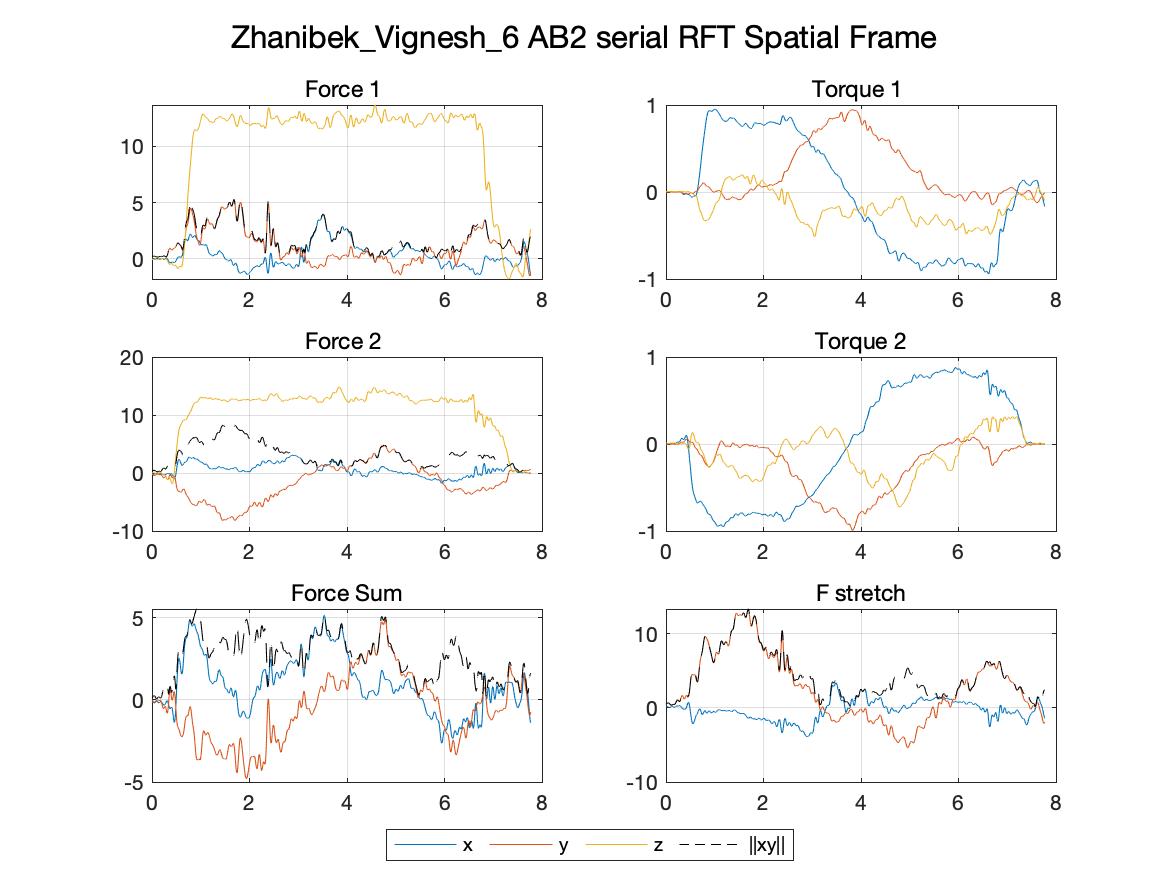 Zhanibek_Vignesh_6 AB2 serial RFT Spatial Frame
Force 1
10
5
0
0 2 4 6 8
Torque 1
1
0
-1
0 2 4 6 8
Force 2
20
10
0
-10
0 2 4 6 8
Torque 2
1
0
-1
0 2 4 6 8
Force Sum
5
0
-5
0 2 4 6 8
F stretch
10
0
-10
0 2 4 6 8
x y z ||xy||